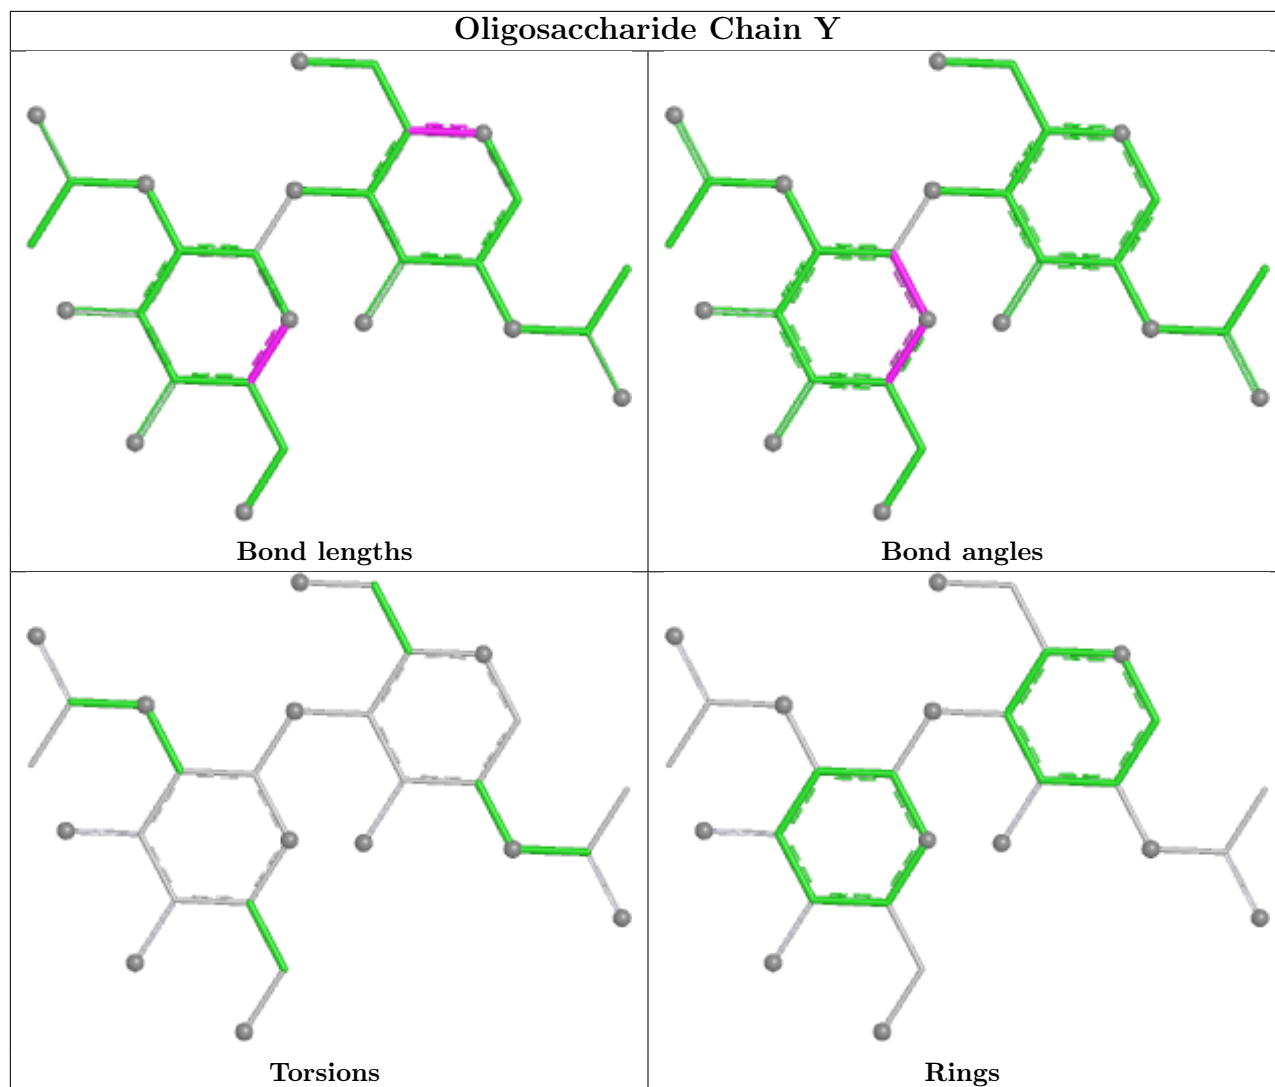 Oligosaccharide Chain Y
Bond lengths
Bond angles
Torsions
Rings